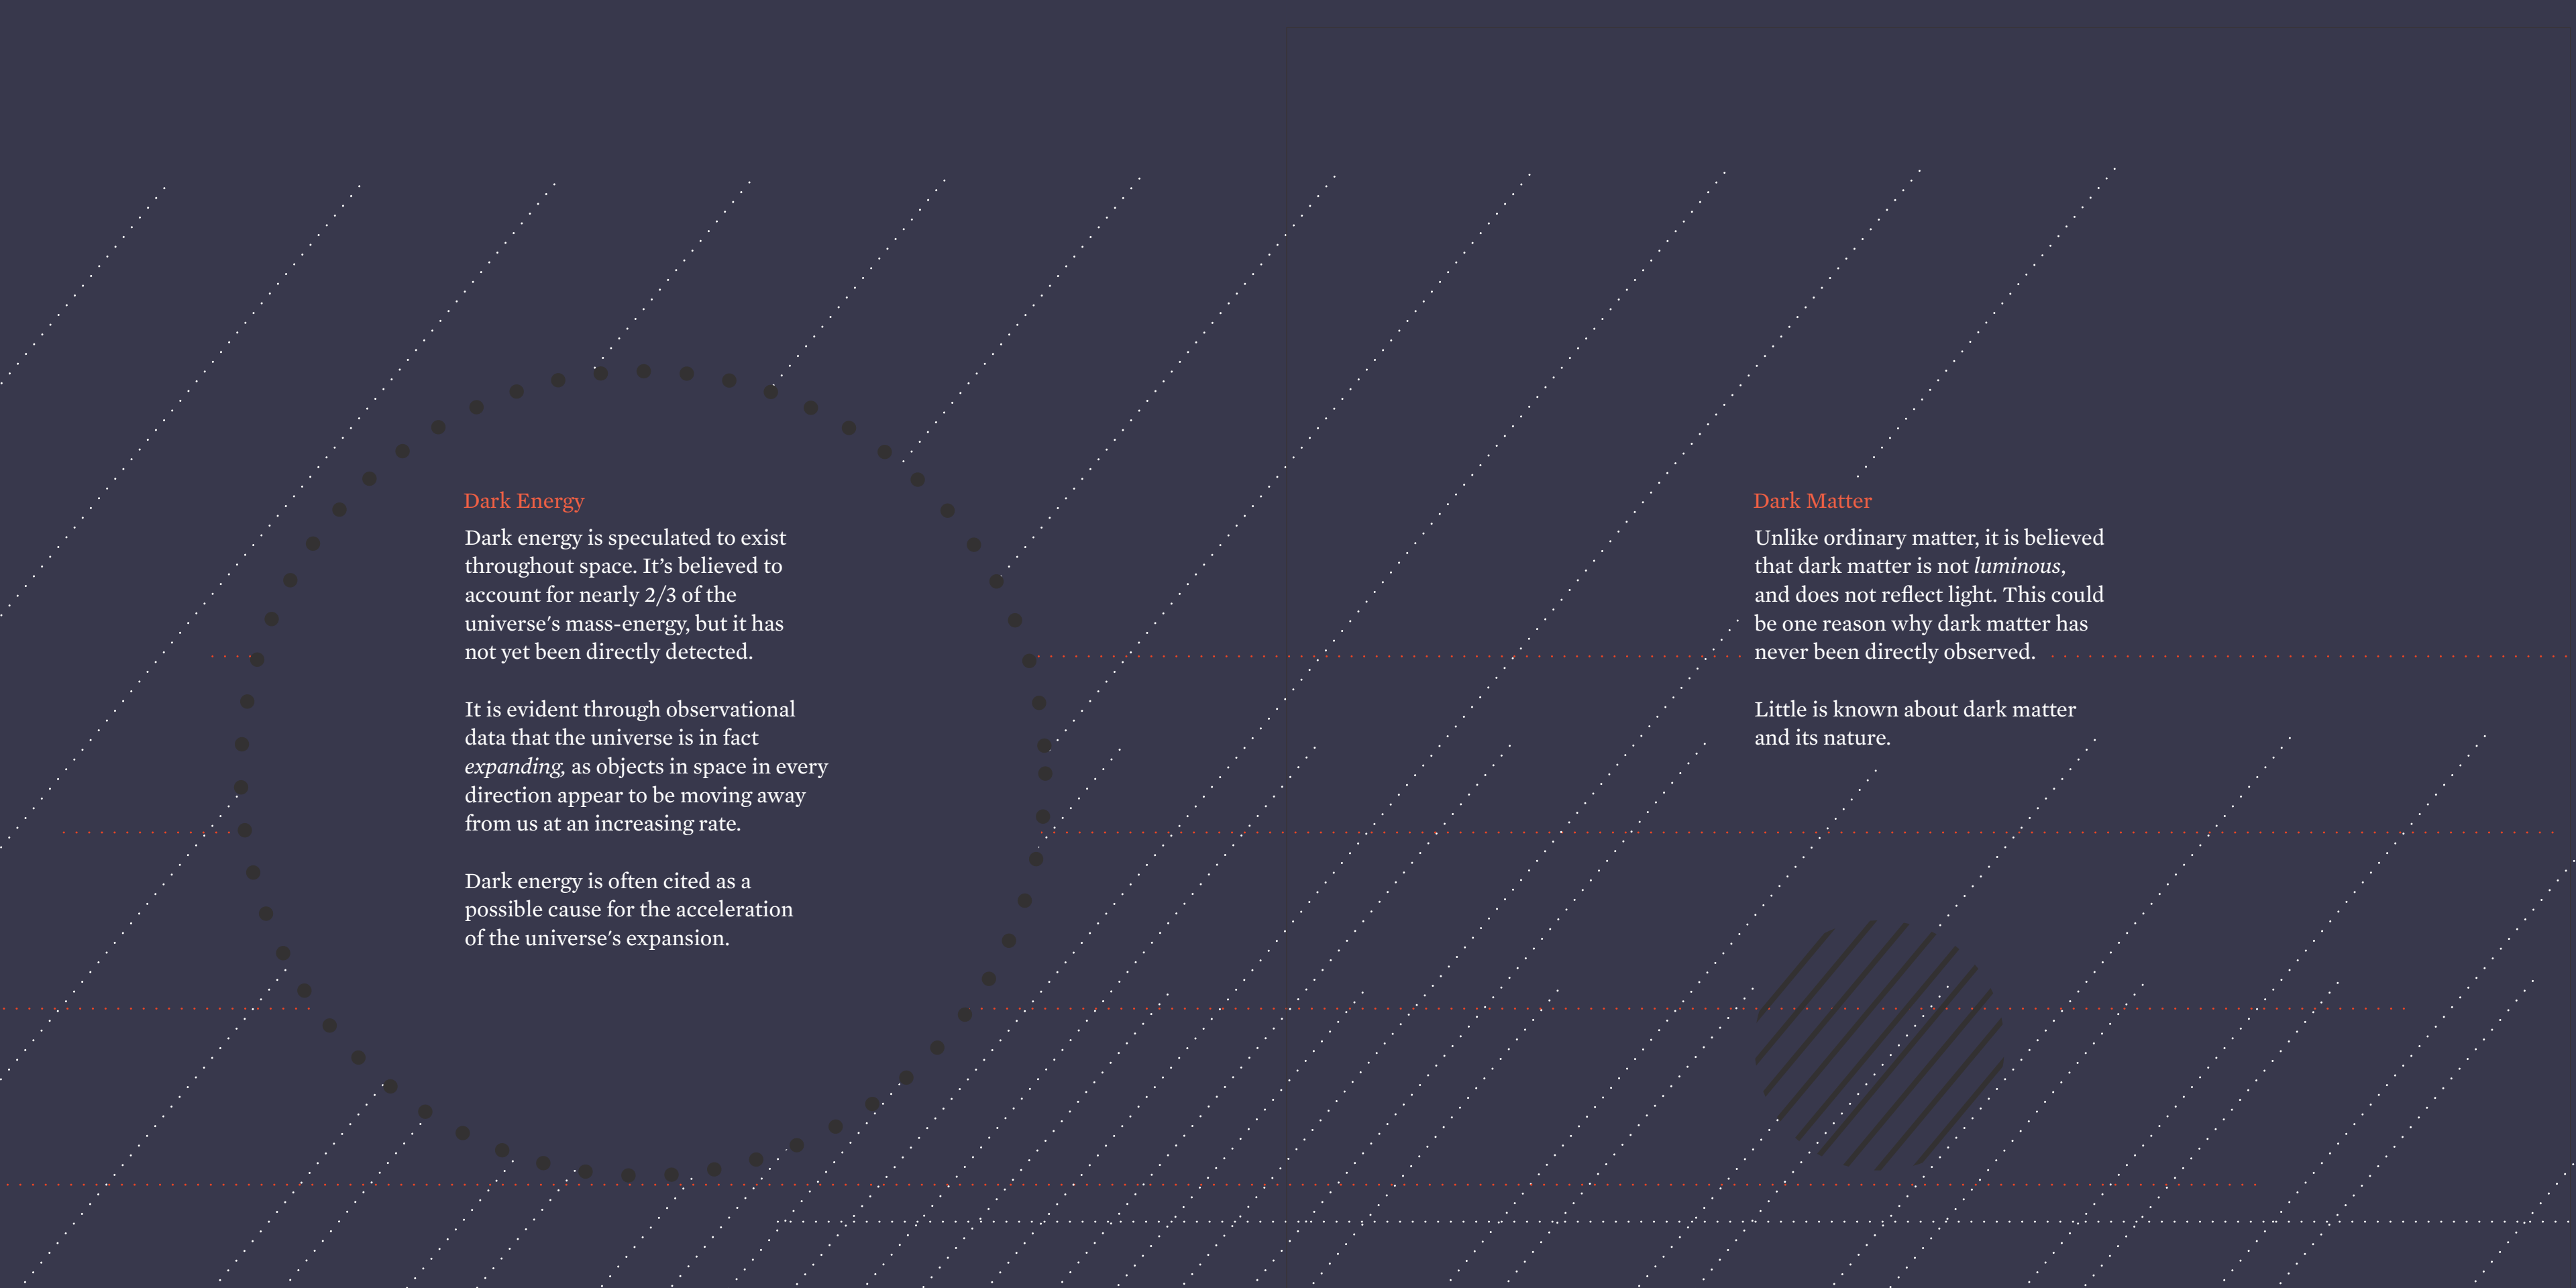 Dark Energy
Dark energy is speculated to exist
throughout space. It’s believed to
account for nearly 2/3 of the
universe's mass-energy, but it has
not yet been directly detected.
It is evident through observational
data that the universe is in fact
expanding, as objects in space in every
direction appear to be moving away
from us at an increasing rate.
Dark energy is often cited as a
possible cause for the acceleration
of the universe's expansion.
Dark Matter
Unlike ordinary matter, it is believed
that dark matter is not luminous,
and does not reflect light. This could
be one reason why dark matter has
never been directly observed.
Little is known about dark matter
and its nature.